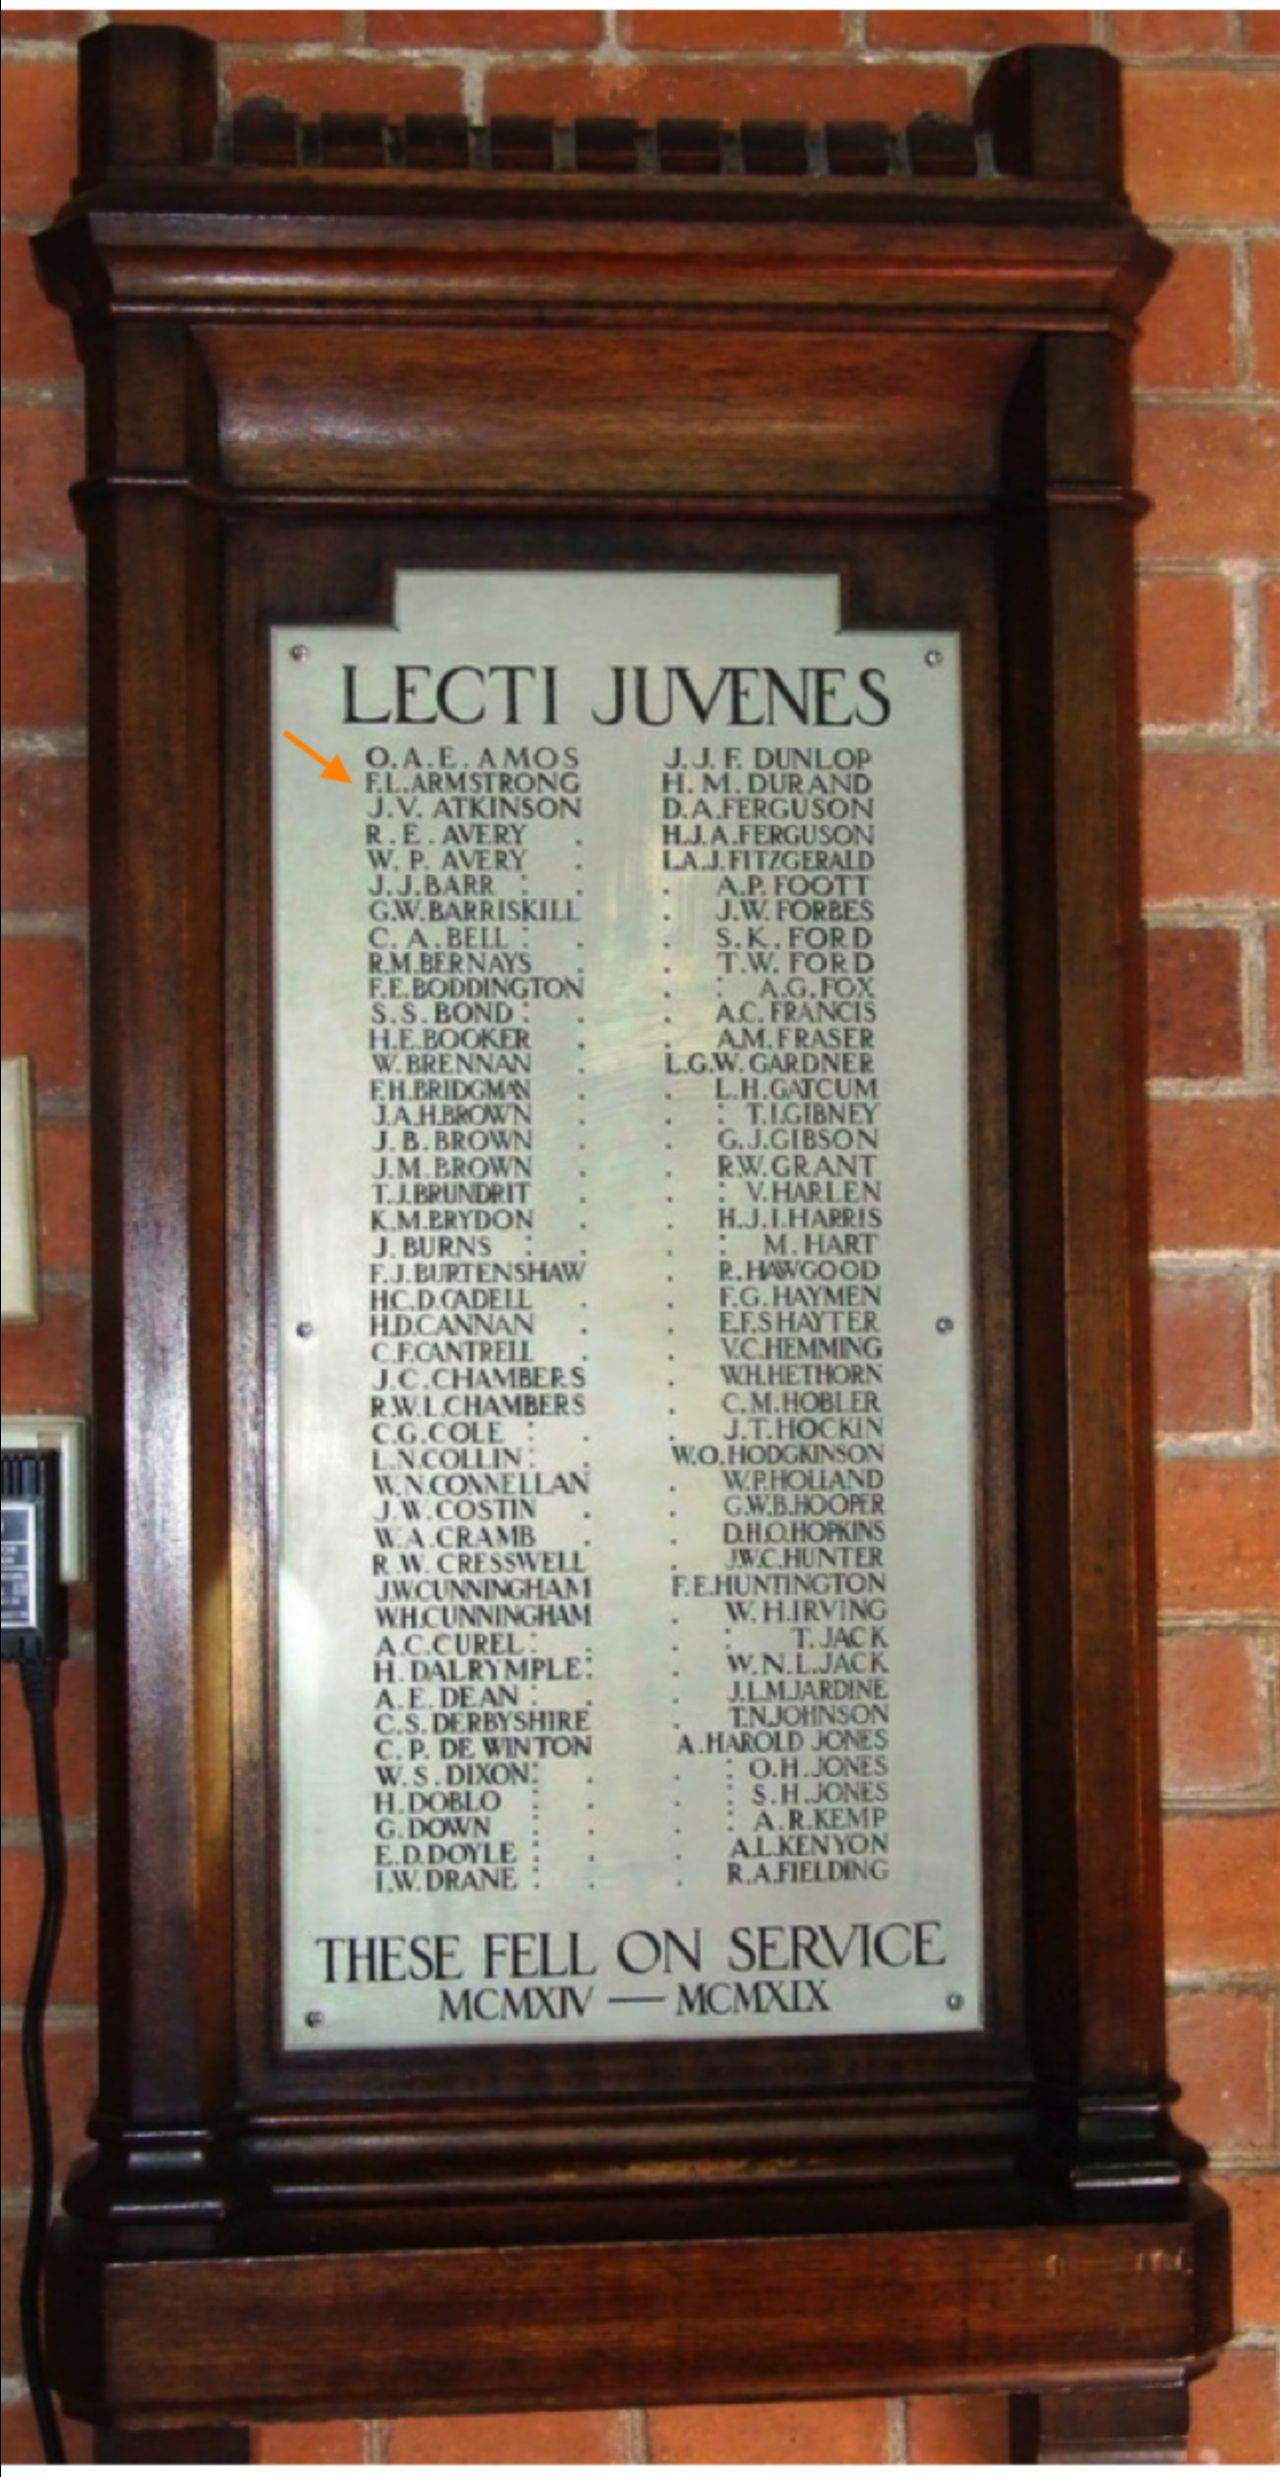 LECTI JUVENES
O.A.E. AMOS
F.L.ARMSTRONG
J.V. ATKINSON
R.E. AVERY .
W.P. AVERY .
J.J.BARR : .
G.W.BARRISKILL
C.A.BELL : .
R.M.BERNAYS .
F.E.BODDINGTON
S.S.BOND : .
H.E.BOOKER .
W.BRENNAN .
F.H.BRIDGMAN .
J.A.H.BROWN .
J.B.BROWN .
J.M.BROWN .
T.J.BRUNDRIT .
K.M.BRYDON .
J.BURNS : .
F.J.BURTENSHAW
H.C.D.CADELL .
H.D.CANNAN .
C.F.CANTRELL .
J.C.CHAMBERS
R.W.L.CHAMBERS
C.G.COLE : .
L.N.COLLIN : .
W.N.CONNELLAN
J.W.COSTIN .
W.A.CRAMB .
R.W.CRESSWELL
J.W.CUNNINGHAM
W.H.CUNNINGHAM
A.C.CUREL : .
H.DALRYMPLE :
A.E.DEAN : .
C.S.DERBYSHIRE
C.P. DE WINTON
W.S.DIXON : .
H.DOBLO : .
G.DOWN : .
E.D.DOYLE : .
I.W.DRANE : .
J.J.F. DUNLOP
H.M. DURAND
D.A.FERGUSON
H.J.A.FERGUSON
L.A.J.FITZGERALD
. A.P. FOOTT
. J.W. FORBES
. S.K. FORD
. T.W. FORD
. : A.G.FOX
. A.C. FRANCIS
. A.M. FRASER
L.G.W. GARDNER
. L.H.GATCUM
. : T.I.GIBNEY
. G.J.GIBSON
. R.W.GRANT
. : V.HARLEN
. H.J.I.HARRIS
. : M. HART
. R.HAWGOOD
. F.G.HAYMEN
. E.F.S HAYTER
. V.C.HEMMING
. W.H.HETHORN
. C.M.HOBLER
. J.T.HOCKIN
W.O.HODGKINSON
. W.P.HOLLAND
. G.W.B.HOOPER
. D.H.O.HOPKINS
. J.W.C.HUNTER
F.E.HUNTINGTON
. W.H.IRVING
. : T.JACK
. W.N.L.JACK
. J.L.M.JARDINE
. T.N.JOHNSON
A.HAROLD JONES
. : O.H.JONES
. : S.H.JONES
. : A.R.KEMP
. A.L.KENYON
. R.A.FIELDING
THESE FELL ON SERVICE
MCMXIV — MCMXIX